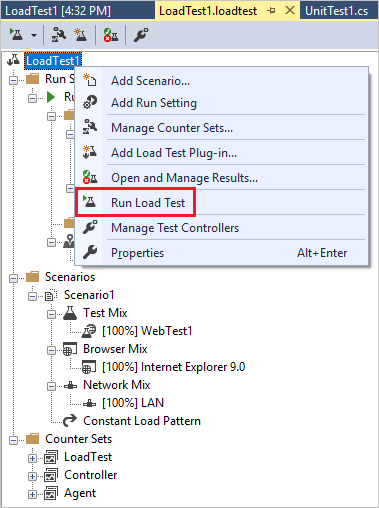 LoadTest1 [4:32 PM]
LoadTest1.loadtest
UnitTest1.cs
LoadTest1
Run S
Ru
Add Scenario...
Add Run Setting
Manage Counter Sets...
Add Load Test Plug-in...
Open and Manage Results...
Run Load Test
Manage Test Controllers
Properties Alt+Enter
Scenarios
Scenario1
Test Mix
[100%] WebTest1
Browser Mix
[100%] Internet Explorer 9.0
Network Mix
[100%] LAN
Constant Load Pattern
Counter Sets
LoadTest
Controller
Agent